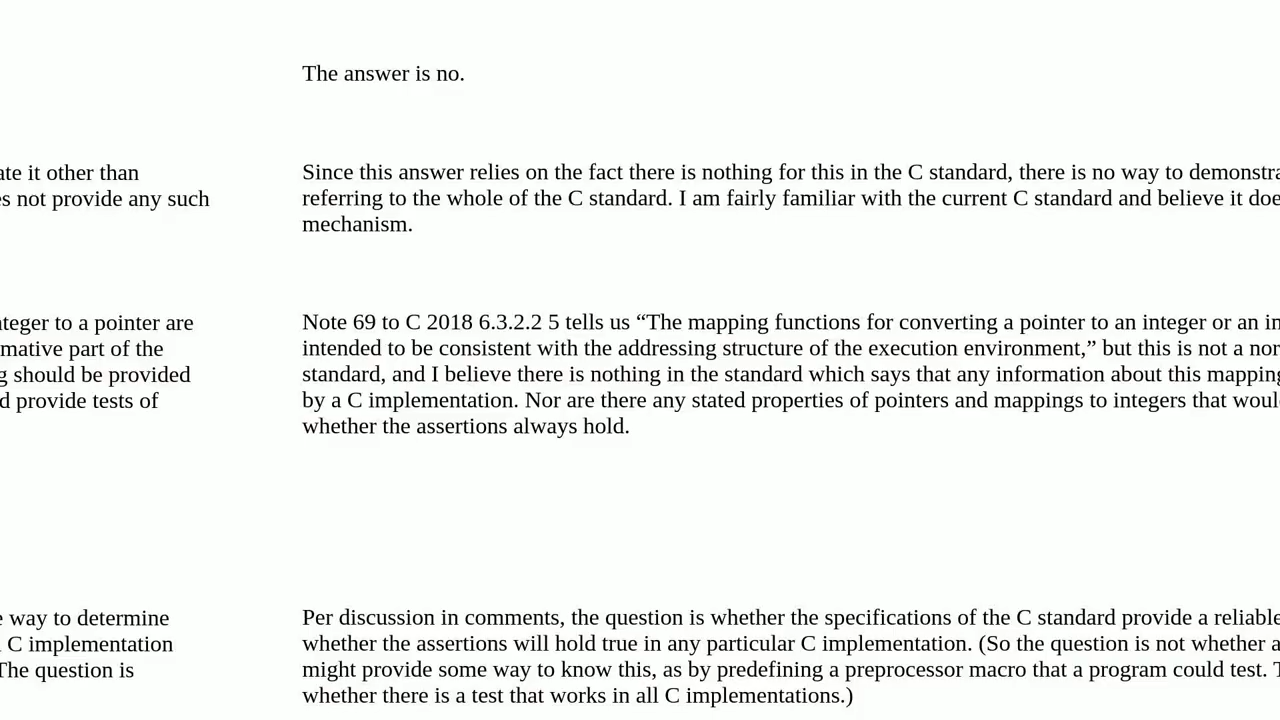 The answer is no.
ate it other than
es not provide any such
Since this answer relies on the fact there is nothing for this in the C standard, there is no way to demonstra
referring to the whole of the C standard. I am fairly familiar with the current C standard and believe it doe
mechanism.
nteger to a pointer are
mative part of the
g should be provided
d provide tests of
Note 69 to C 2018 6.3.2.2 5 tells us “The mapping functions for converting a pointer to an integer or an in
intended to be consistent with the addressing structure of the execution environment,” but this is not a nor
standard, and I believe there is nothing in the standard which says that any information about this mapping
by a C implementation. Nor are there any stated properties of pointers and mappings to integers that would
whether the assertions always hold.
e way to determine
C implementation
The question is
Per discussion in comments, the question is whether the specifications of the C standard provide a reliable
whether the assertions will hold true in any particular C implementation. (So the question is not whether a
might provide some way to know this, as by predefining a preprocessor macro that a program could test. T
whether there is a test that works in all C implementations.)